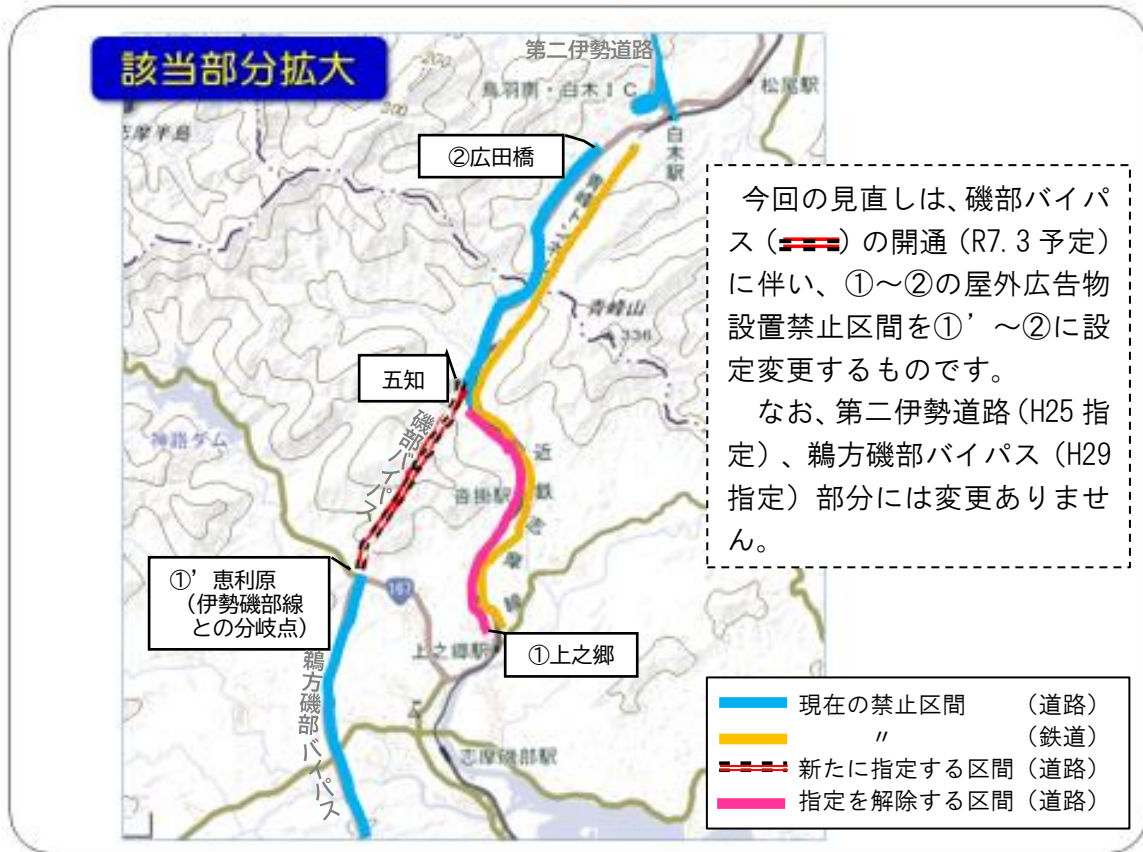 該当部分拡大
第二伊勢道路
鳥羽南・白木IC
松尾駅
白木駅
志摩半島
200
200
②広田橋
青峰山
336
五知
神路ダム
磯部バイパス
沓掛駅
近鉄志摩線
①’恵利原
(伊勢磯部線
との分岐点)
167
上之郷駅
①上之郷
鵜方磯部バイパス
志摩磯部駅
今回の見直しは、磯部バイパ
ス( )の開通(R7.3予定)
に伴い、①～②の屋外広告物
設置禁止区間を①’～②に設
定変更するものです。
なお、第二伊勢道路(H25指
定)、鵜方磯部バイパス(H29
指定)部分には変更ありませ
ん。
現在の禁止区間 (道路)
〃 (鉄道)
新たに指定する区間(道路)
指定を解除する区間(道路)